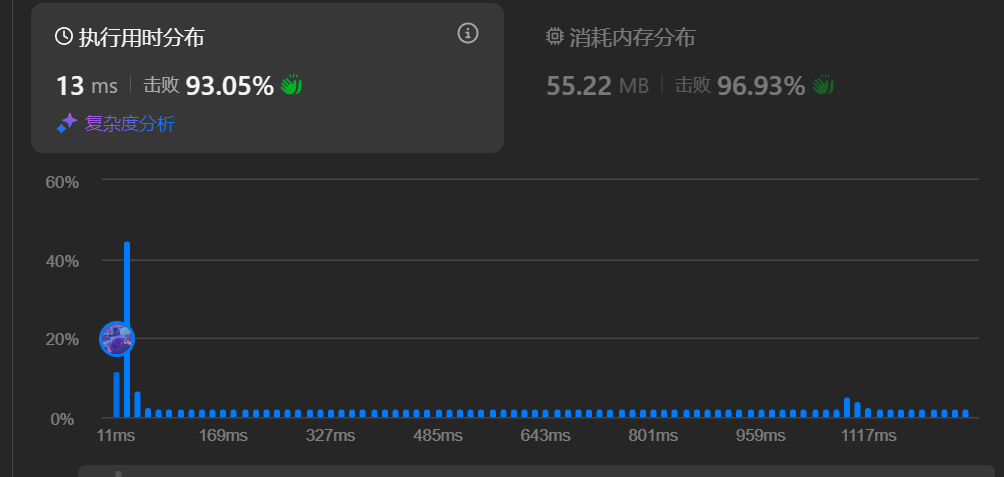 执行用时分布
13 ms 击败 93.05%
复杂度分析
消耗内存分布
55.22 MB 击败 96.93%
60%
40%
20%
0%
11ms 169ms 327ms 485ms 643ms 801ms 959ms 1117ms